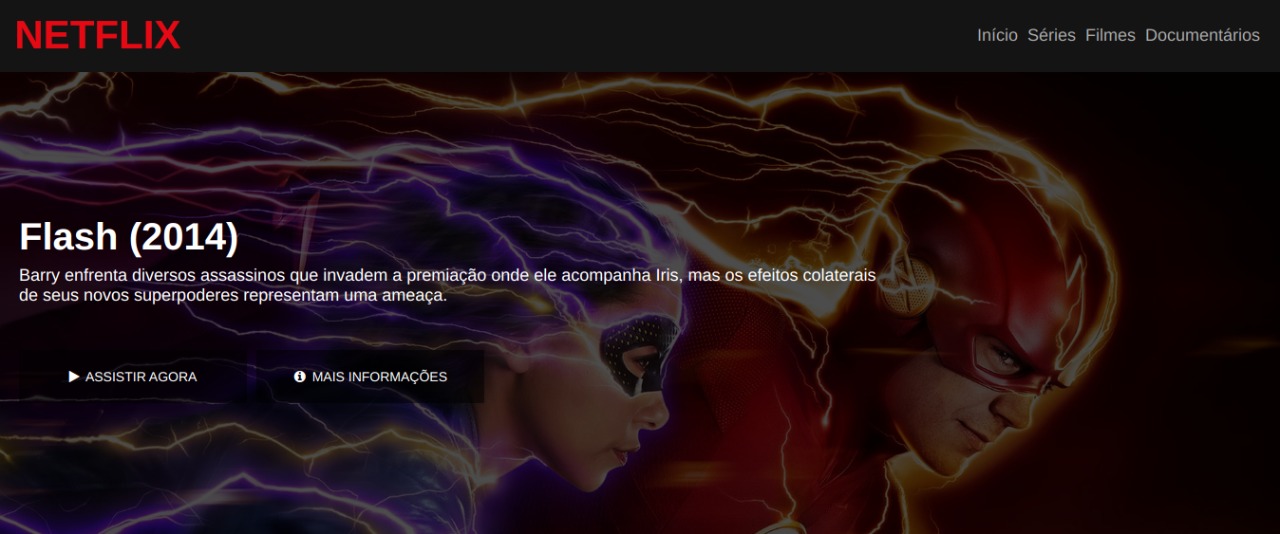 NETFLIX
Início Séries Filmes Documentários
Flash (2014)
Barry enfrenta diversos assassinos que invadem a premiação onde ele acompanha Iris, mas os efeitos colaterais
de seus novos superpoderes representam uma ameaça.
ASSISTIR AGORA
MAIS INFORMAÇÕES